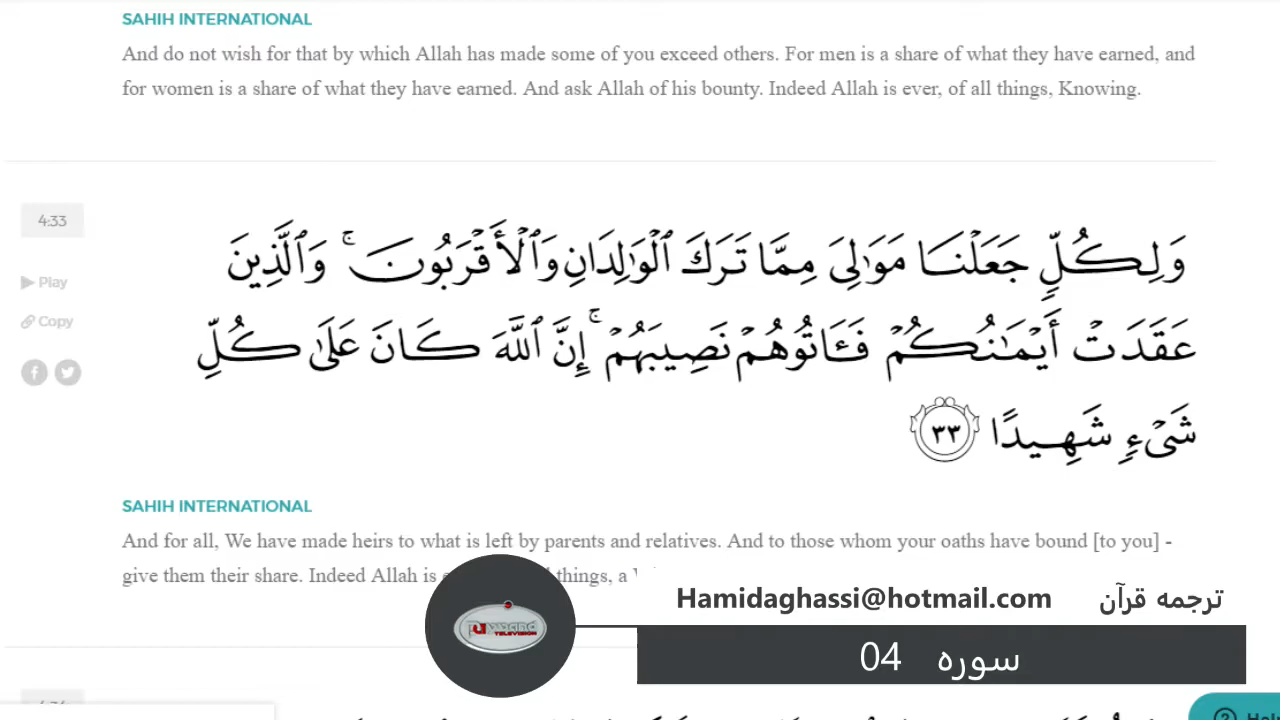 SAHIH INTERNATIONAL
And do not wish for that by which Allah has made some of you exceed others. For men is a share of what they have earned, and
for women is a share of what they have earned. And ask Allah of his bounty. Indeed Allah is ever, of all things, Knowing.
4:33
Play
Copy
وَلِكُلٍّ جَعَلْنَا مَوَٰلِىَ مِمَّا تَرَكَ ٱلْوَٰلِدَانِ وَٱلْأَقْرَبُونَ ۚ وَٱلَّذِينَ
عَقَدَتْ أَيْمَـٰنُكُمْ فَـَٔاتُوهُمْ نَصِيبَهُمْ ۚ إِنَّ ٱللَّهَ كَانَ عَلَىٰ كُلِّ
شَىْءٍ شَهِيدًا ٣٣
SAHIH INTERNATIONAL
And for all, We have made heirs to what is left by parents and relatives. And to those whom your oaths have bound [to you] -
give them their share. Indeed Allah is things, a
Hamidaghassi@hotmail.com ترجمه قرآن
TELEVISION
سوره 04